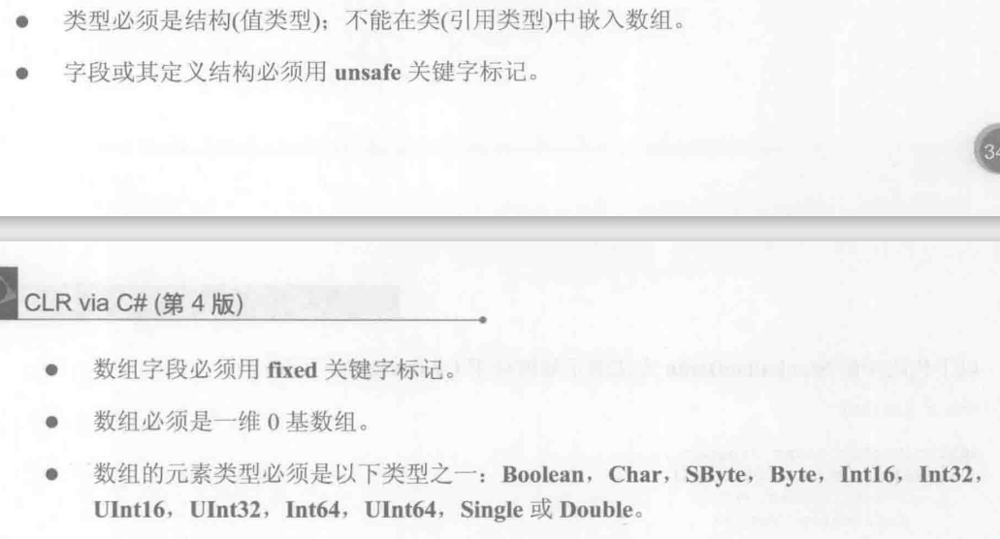 ● 类型必须是结构(值类型)；不能在类(引用类型)中嵌入数组。
● 字段或其定义结构必须用 unsafe 关键字标记。
34
CLR via C# (第 4 版)
● 数组字段必须用 fixed 关键字标记。
● 数组必须是一维 0 基数组。
● 数组的元素类型必须是以下类型之一：Boolean，Char，SByte，Byte，Int16，Int32，
UInt16，UInt32，Int64，UInt64，Single 或 Double。